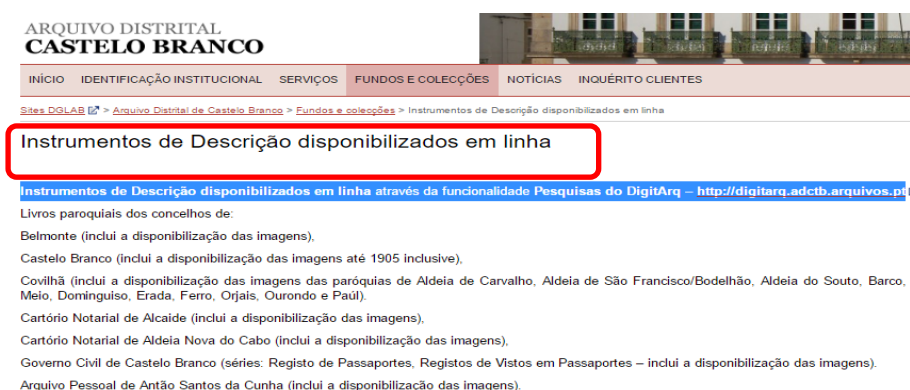 ARQUIVO DISTRITAL
CASTELO BRANCO
INÍCIO IDENTIFICAÇÃO INSTITUCIONAL SERVIÇOS FUNDOS E COLECÇÕES NOTÍCIAS INQUÉRITO CLIENTES
Sites DGLAB > Arquivo Distrital de Castelo Branco > Fundos e colecções > Instrumentos de Descrição disponibilizados em linha
Instrumentos de Descrição disponibilizados em linha
Instrumentos de Descrição disponibilizados em linha através da funcionalidade Pesquisas do DigitArq – http://digitarq.adctb.arquivos.pt
Livros paroquiais dos concelhos de:
Belmonte (inclui a disponibilização das imagens),
Castelo Branco (inclui a disponibilização das imagens até 1905 inclusive),
Covilhã (inclui a disponibilização das imagens das paróquias de Aldeia de Carvalho, Aldeia de São Francisco/Bodelhão, Aldeia do Souto, Barco,
Meio, Dominguiso, Erada, Ferro, Orjais, Ourondo e Paúl).
Cartório Notarial de Alcaide (inclui a disponibilização das imagens),
Cartório Notarial de Aldeia Nova do Cabo (inclui a disponibilização das imagens),
Governo Civil de Castelo Branco (séries: Registo de Passaportes, Registos de Vistos em Passaportes – inclui a disponibilização das imagens).
Arquivo Pessoal de Antão Santos da Cunha (inclui a disponibilização das imagens).